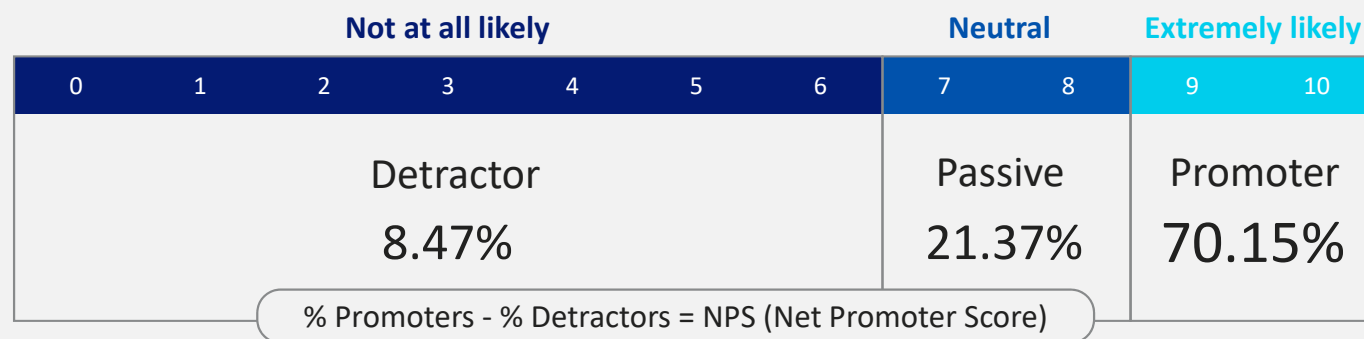 Not at all likely Neutral Extremely likely
0 1 2 3 4 5 6 7 8 9 10
Detractor Passive Promoter
8.47% 21.37% 70.15%
% Promoters - % Detractors = NPS (Net Promoter Score)